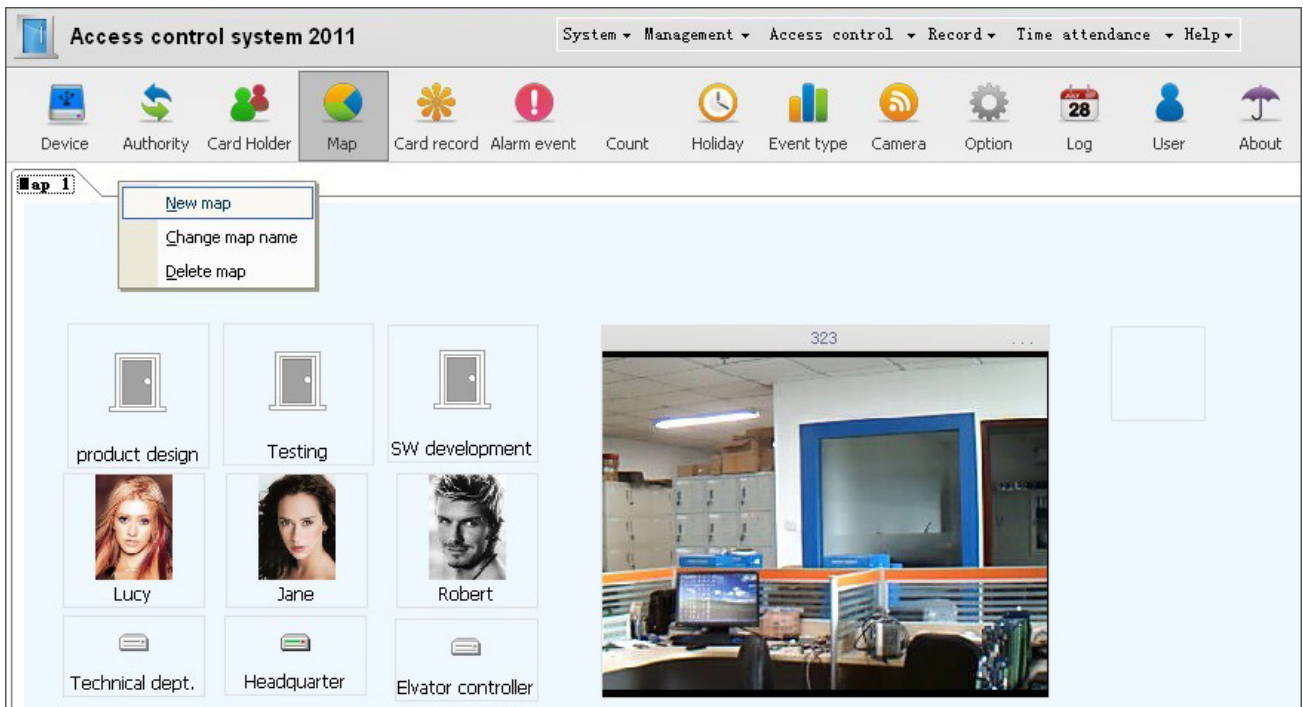 Access control system 2011
System Management Access control Record Time attendance Help
Device Authority Card Holder Map Card record Alarm event Count Holiday Event type Camera Option Log User About
JULY
28
Map 1
New map
Change map name
Delete map
323 ...
product design Testing SW development
Lucy Jane Robert
Technical dept. Headquarter Elvator controller